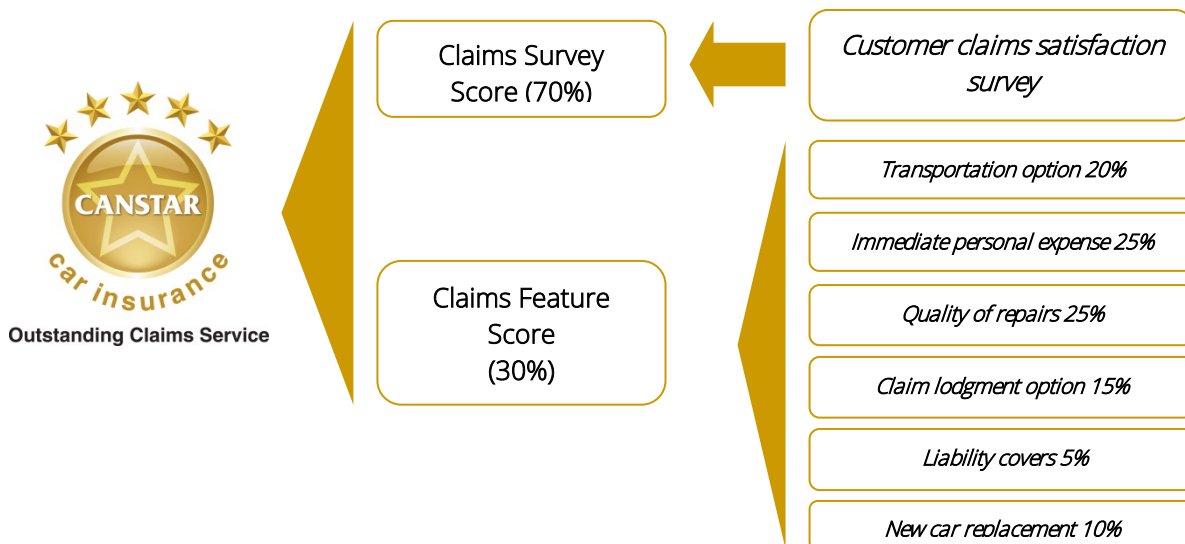 CANSTAR
car insurance
Outstanding Claims Service
Claims Survey
Score (70%)
Claims Feature
Score
(30%)
Customer claims satisfaction
survey
Transportation option 20%
Immediate personal expense 25%
Quality of repairs 25%
Claim lodgment option 15%
Liability covers 5%
New car replacement 10%